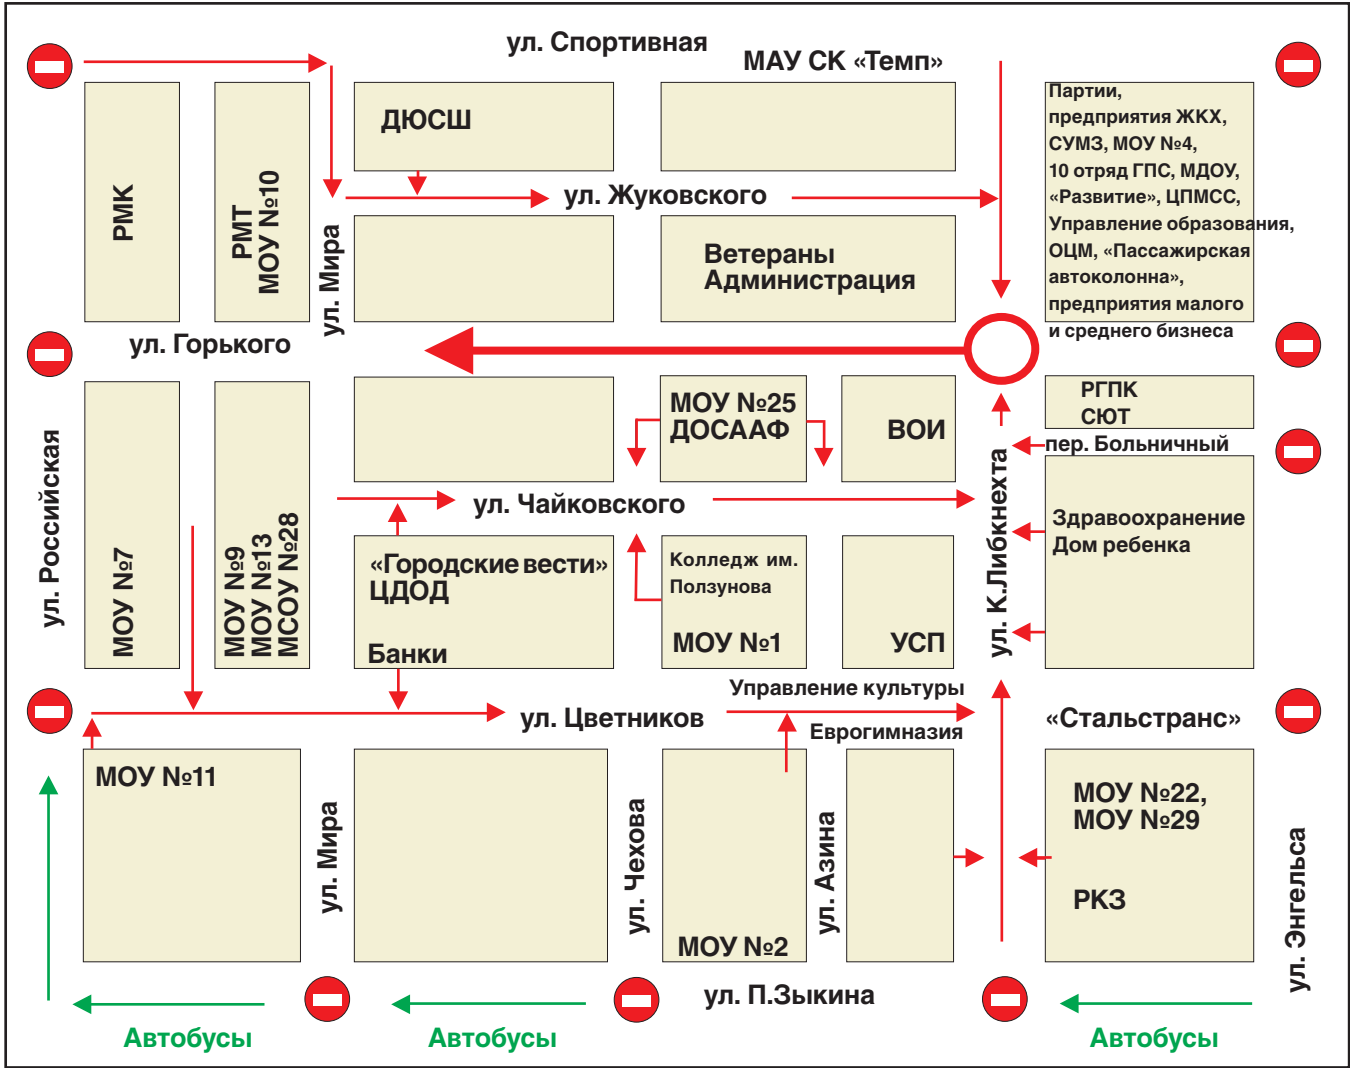 ул. Спортивная
МАУ СК «Темп»
ДЮСШ
Партии,
предприятия ЖКХ,
СУМЗ, МОУ №4,
10 отряд ГПС, МДОУ,
«Развитие», ЦПМСС,
Управление образования,
ОЦМ, «Пассажирская
автоколонна»,
предприятия малого
и среднего бизнеса
РМК
РМТ
МОУ №10
ул. Мира
ул. Жуковского
Ветераны
Администрация
ул. Горького
МОУ №25
ДОСААФ
ВОИ
РГПК
СЮТ
пер. Больничный
ул. Российская
ул. Чайковского
ул. К.Либкнехта
Здравоохранение
Дом ребенка
МОУ №7
МОУ №9
МОУ №13
МСОУ №28
«Городские вести»
ЦДОД
Банки
Колледж им.
Ползунова
МОУ №1
УСП
Управление культуры
ул. Цветников
Еврогимназия
«Стальстранс»
МОУ №11
ул. Мира
ул. Чехова
МОУ №2
ул. Азина
МОУ №22,
МОУ №29
РКЗ
ул. Энгельса
ул. П.Зыкина
Автобусы
Автобусы
Автобусы